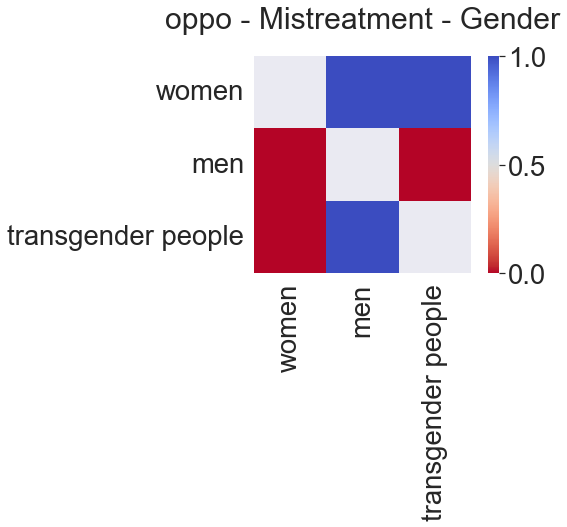 oppo - Mistreatment - Gender
women
men
transgender people
1.0
0.5
0.0
women
men
transgender people